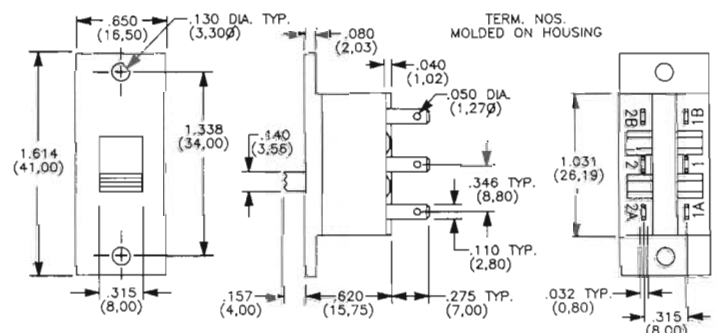 .650
(16,50)
.130 DIA. TYP.
(3,30Ø)
1.614
(41,00)
1.338
(34,00)
.315
(8,00)
.080
(2,03)
.040
(1,02)
.050 DIA.
(1,27Ø)
.140
(3,56)
.346 TYP.
(8,80)
.110 TYP.
(2,80)
.157
(4,00)
.620
(15,75)
.275 TYP.
(7,00)
TERM. NOS.
MOLDED ON HOUSING
1.031
(26,19)
2B
1B
2
1
2A
1A
.032 TYP.
(0,80)
.315
(8,00)